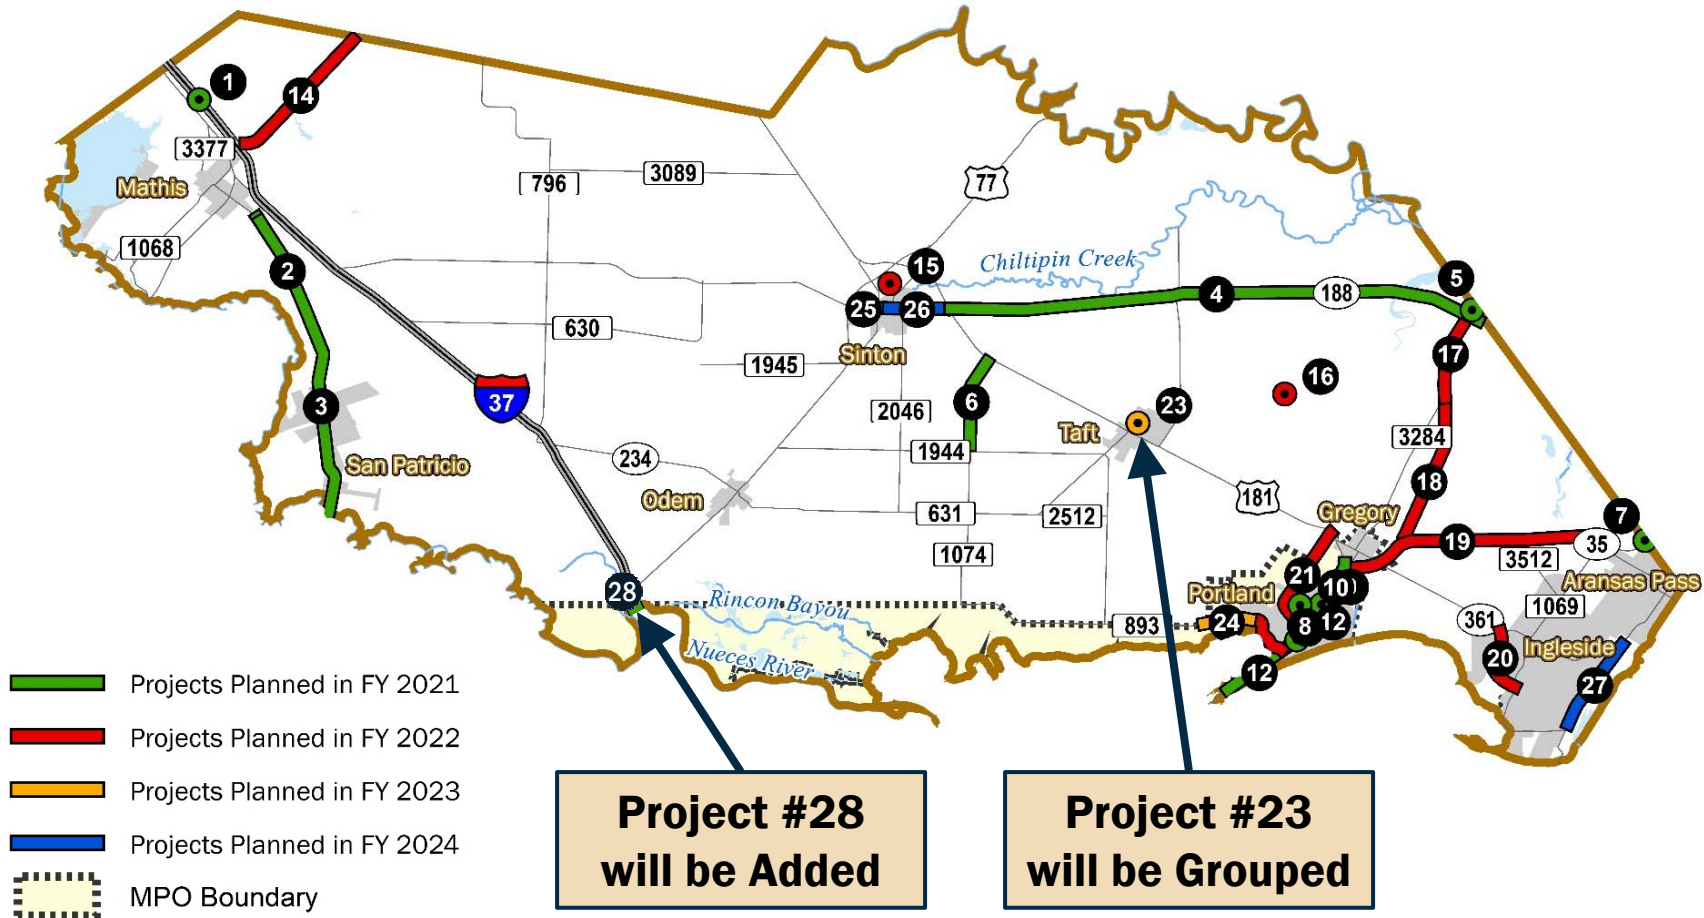 1
14
3377
Mathis
796
3089
77
1068
2
15
Chiltipin Creek
5
25
26
4
188
630
Sinton
17
1945
16
37
3
2046
6
23
Taft
3284
1944
San Patricio
234
18
Odem
181
Gregory
631
2512
7
19
35
1074
3512
21
10
Aransas Pass
28
Portland
Rincon Bayou
1069
893
24
8
12
361
Nueces River
20
Ingleside
12
27
Projects Planned in FY 2021
Projects Planned in FY 2022
Projects Planned in FY 2023
Projects Planned in FY 2024
MPO Boundary
Project #28
will be Added
Project #23
will be Grouped